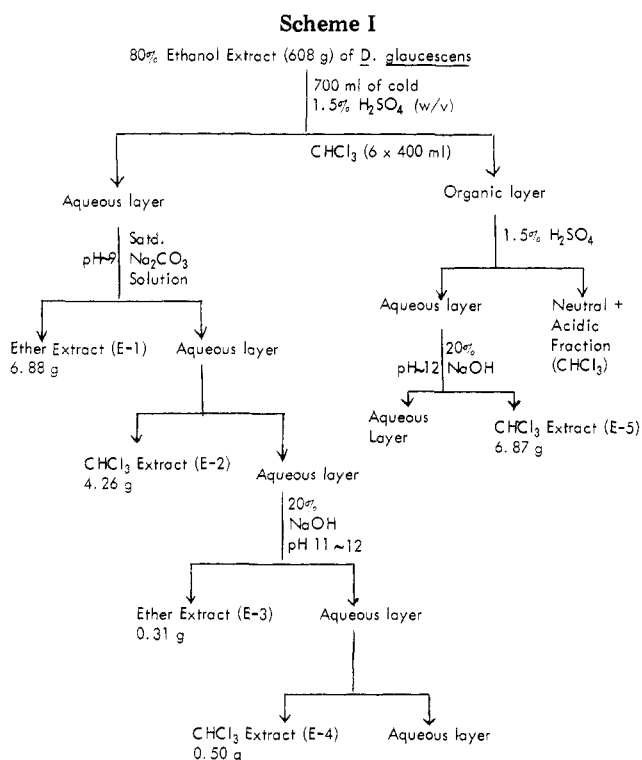 Scheme I
80% Ethanol Extract (608 g) of D. glaucescens
700 ml of cold
1.5% H₂SO₄ (w/v)
CHCl₃ (6 x 400 ml)
Aqueous layer
Organic layer
pH~9
Satd.
Na₂CO₃
Solution
1.5% H₂SO₄
Ether Extract (E-1)
6.88 g
Aqueous layer
Aqueous layer
Neutral +
Acidic
Fraction
(CHCl₃)
pH~12
20%
NaOH
Aqueous
Layer
CHCl₃ Extract (E-5)
6.87 g
CHCl₃ Extract (E-2)
4.26 g
Aqueous layer
20%
NaOH
pH 11~12
Ether Extract (E-3)
0.31 g
Aqueous layer
CHCl₃ Extract (E-4)
0.50 g
Aqueous layer